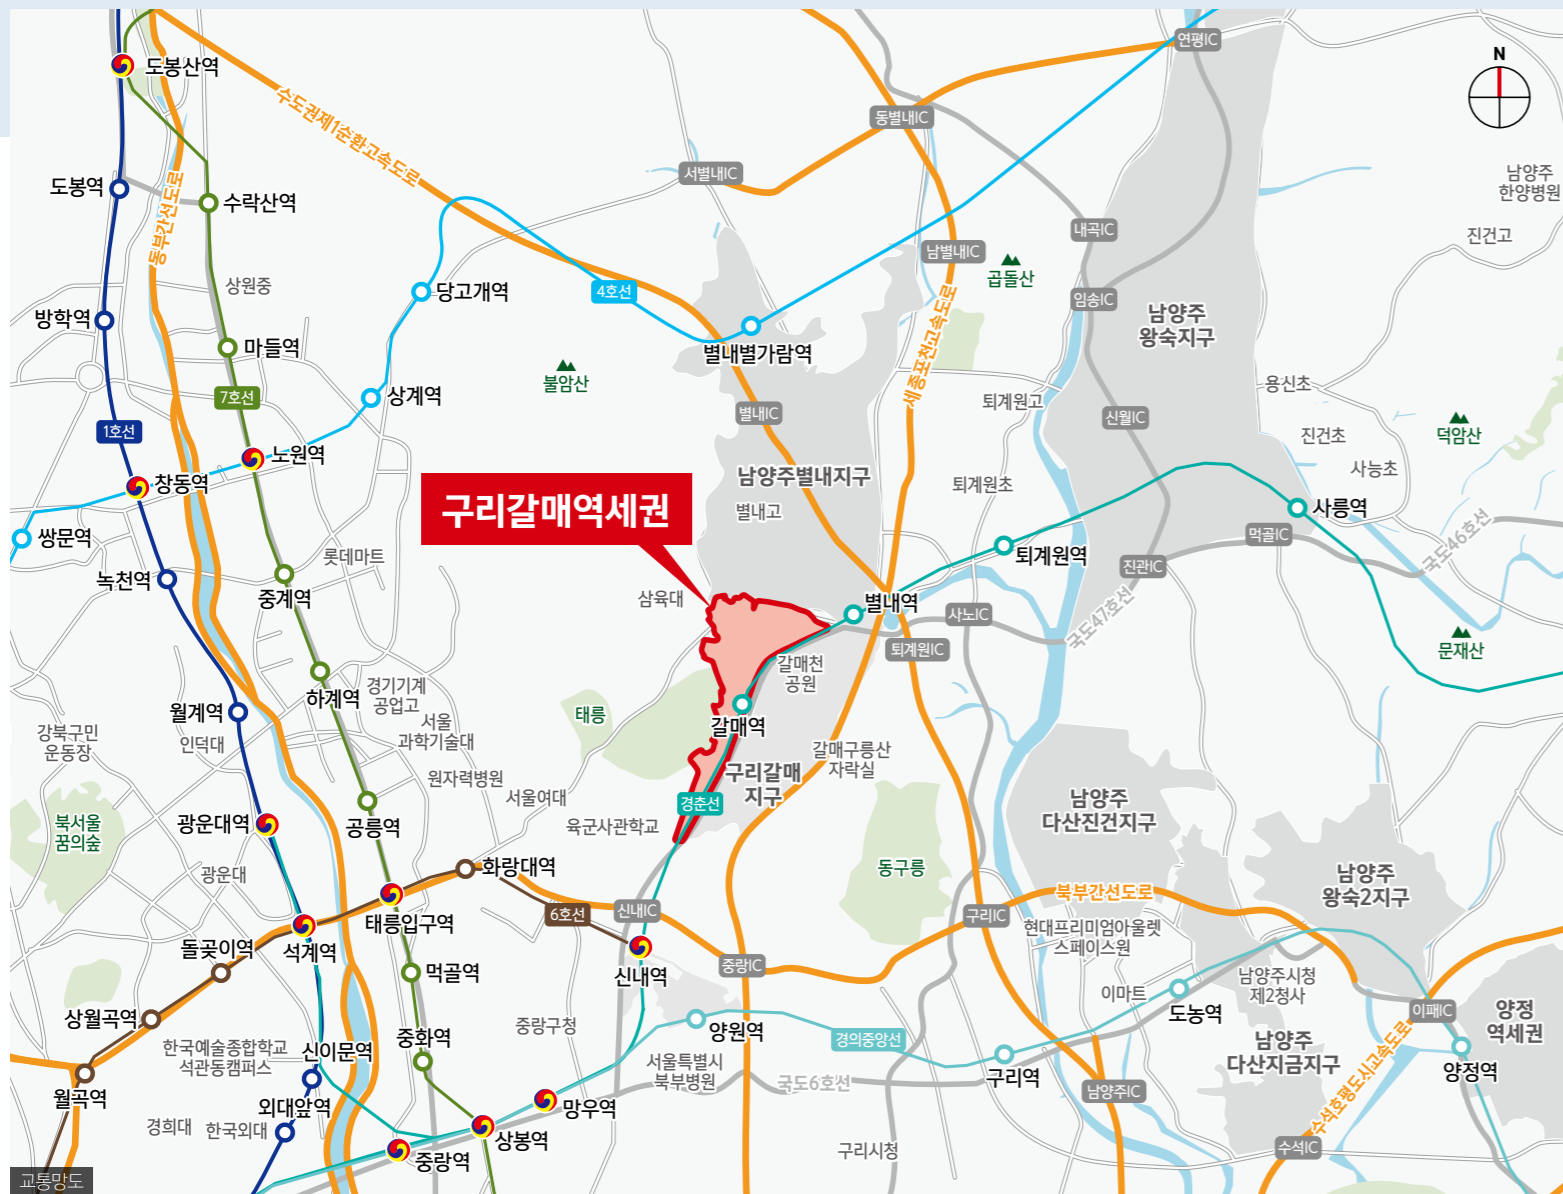 연평IC
N
도봉산역
수도권제1순환고속도로
동별내IC
서별내IC
도봉역
동부간선도로
수락산역
남양주
한양병원
진건고
내곡IC
남별내IC
곱돌산
상원중
당고개역
4호선
임송IC
세종포천고속도로
남양주
왕숙지구
방학역
마들역
별내별가람역
불암산
7호선
상계역
별내IC
퇴계원고
신월IC
용신초
1호선
진건초
덕암산
노원역
사능초
창동역
남양주별내지구
퇴계원초
구리갈매역세권
별내고
사릉역
쌍문역
먹골IC
국도46호선
롯데마트
퇴계원역
진관IC
녹천역
중계역
삼육대
별내역
사노IC
국도47호선
퇴계원IC
문재산
갈매천
공원
하계역
경기기계
공업고
월계역
태릉
갈매역
서울
과학기술대
인덕대
강북구민
운동장
갈매구릉산
자락실
구리갈매
지구
원자력병원
서울여대
경춘선
남양주
다산진건지구
북서울
꿈의숲
광운대역
공릉역
육군사관학교
화랑대역
동구릉
광운대
남양주
왕숙2지구
북부간선도로
태릉입구역
6호선
신내IC
구리IC
현대프리미엄아울렛
스페이스원
돌곶이역
석계역
신내역
중랑IC
먹골역
남양주시청
제2청사
이마트
도농역
이패IC
양정
역세권
상월곡역
중랑구청
양원역
경의중앙선
중화역
한국예술종합학교
석관동캠퍼스
신이문역
서울특별시
북부병원
국도6호선
구리역
남양주
다산지금지구
양정역
월곡역
외대앞역
망우역
남양주IC
수석호평도시고속도로
경희대
한국외대
상봉역
중랑역
구리시청
수석IC
교통망도